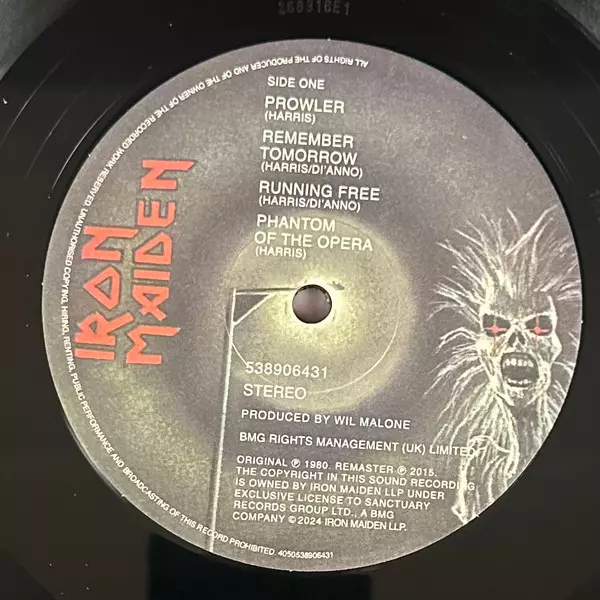 268916E1
ALL RIGHTS OF THE PRODUCER AND OF THE OWNER OF THE RECORDED WORK RESERVED. UNAUTHORISED COPYING, HIRING, RENTING, PUBLIC PERFORMANCE AND BROADCASTING OF THIS RECORD PROHIBITED. 4050538906431
IRON
MAIDEN
SIDE ONE
PROWLER
(HARRIS)
REMEMBER
TOMORROW
(HARRIS/DI'ANNO)
RUNNING FREE
(HARRIS/DI'ANNO)
PHANTOM
OF THE OPERA
(HARRIS)
538906431
STEREO
PRODUCED BY WIL MALONE
BMG RIGHTS MANAGEMENT (UK) LIMITED
ORIGINAL ℗ 1980. REMASTER ℗ 2015.
THE COPYRIGHT IN THIS SOUND RECORDING
IS OWNED BY IRON MAIDEN LLP UNDER
EXCLUSIVE LICENSE TO SANCTUARY
RECORDS GROUP LTD., A BMG
COMPANY © 2024 IRON MAIDEN LLP.